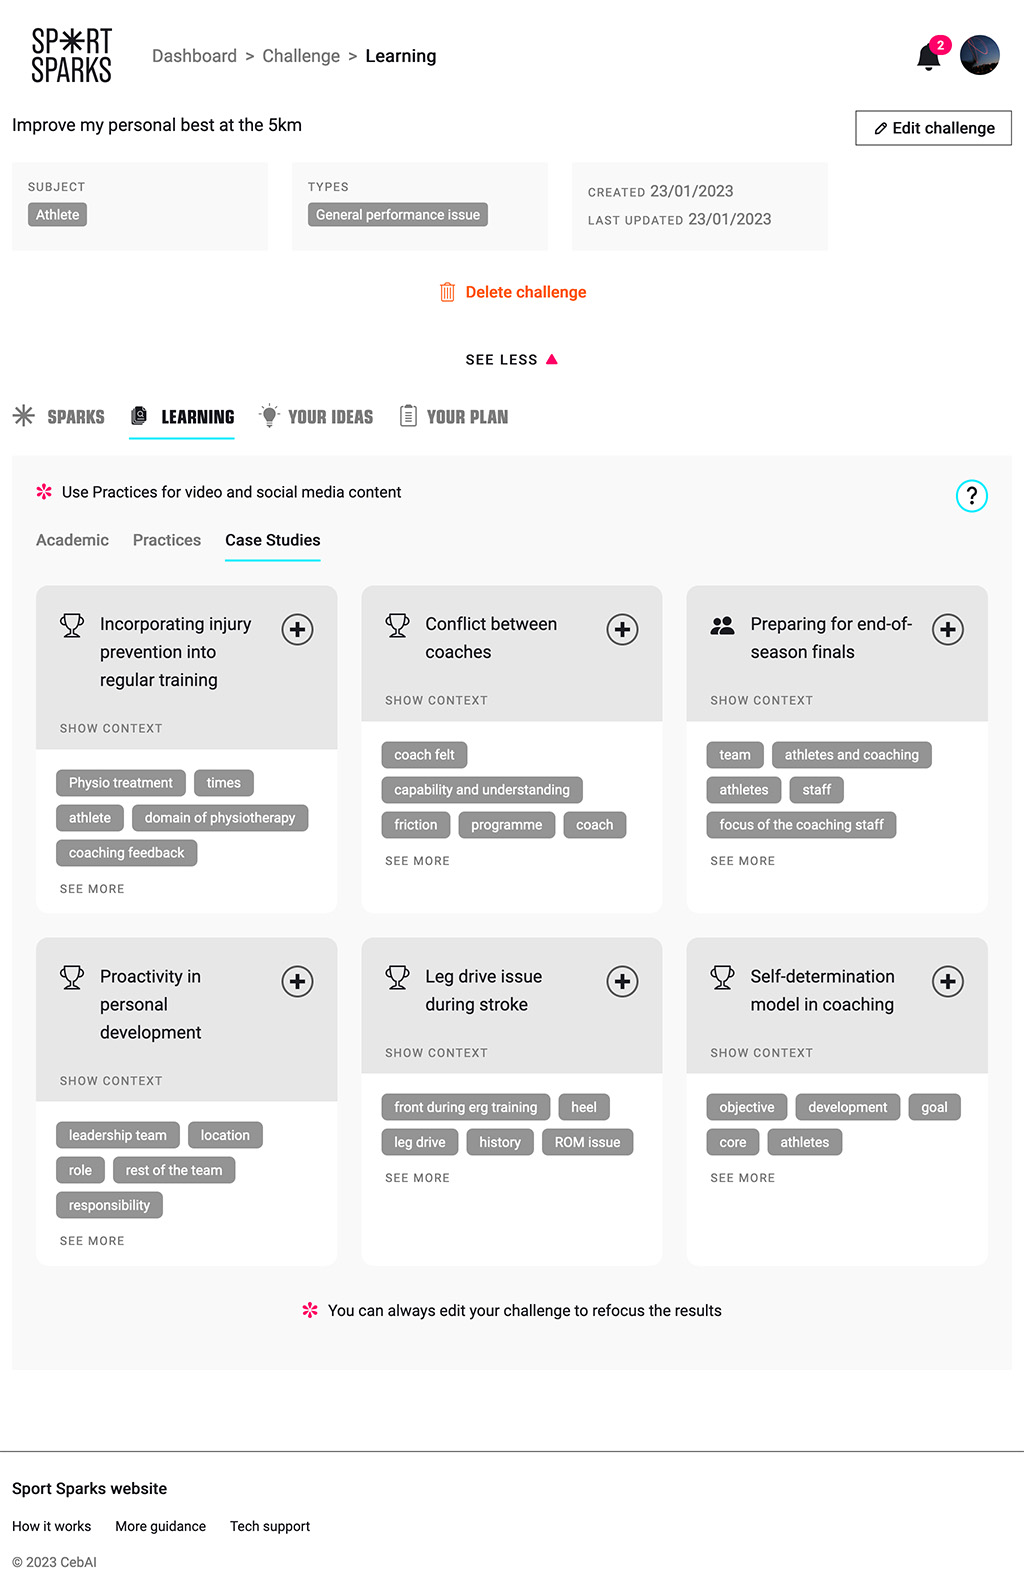 SPORT
SPARKS
Dashboard > Challenge > Learning
2
Improve my personal best at the 5km
Edit challenge
SUBJECT
Athlete
TYPES
General performance issue
CREATED 23/01/2023
LAST UPDATED 23/01/2023
Delete challenge
SEE LESS
SPARKS
LEARNING
YOUR IDEAS
YOUR PLAN
Use Practices for video and social media content
?
Academic
Practices
Case Studies
Incorporating injury
prevention into
regular training
SHOW CONTEXT
Physio treatment
times
athlete
domain of physiotherapy
coaching feedback
SEE MORE
Conflict between
coaches
SHOW CONTEXT
coach felt
capability and understanding
friction
programme
coach
SEE MORE
Preparing for end-of-
season finals
SHOW CONTEXT
team
athletes and coaching
athletes
staff
focus of the coaching staff
SEE MORE
Proactivity in
personal
development
SHOW CONTEXT
leadership team
location
role
rest of the team
responsibility
SEE MORE
Leg drive issue
during stroke
SHOW CONTEXT
front during erg training
heel
leg drive
history
ROM issue
SEE MORE
Self-determination
model in coaching
SHOW CONTEXT
objective
development
goal
core
athletes
SEE MORE
You can always edit your challenge to refocus the results
Sport Sparks website
How it works
More guidance
Tech support
© 2023 CebAI